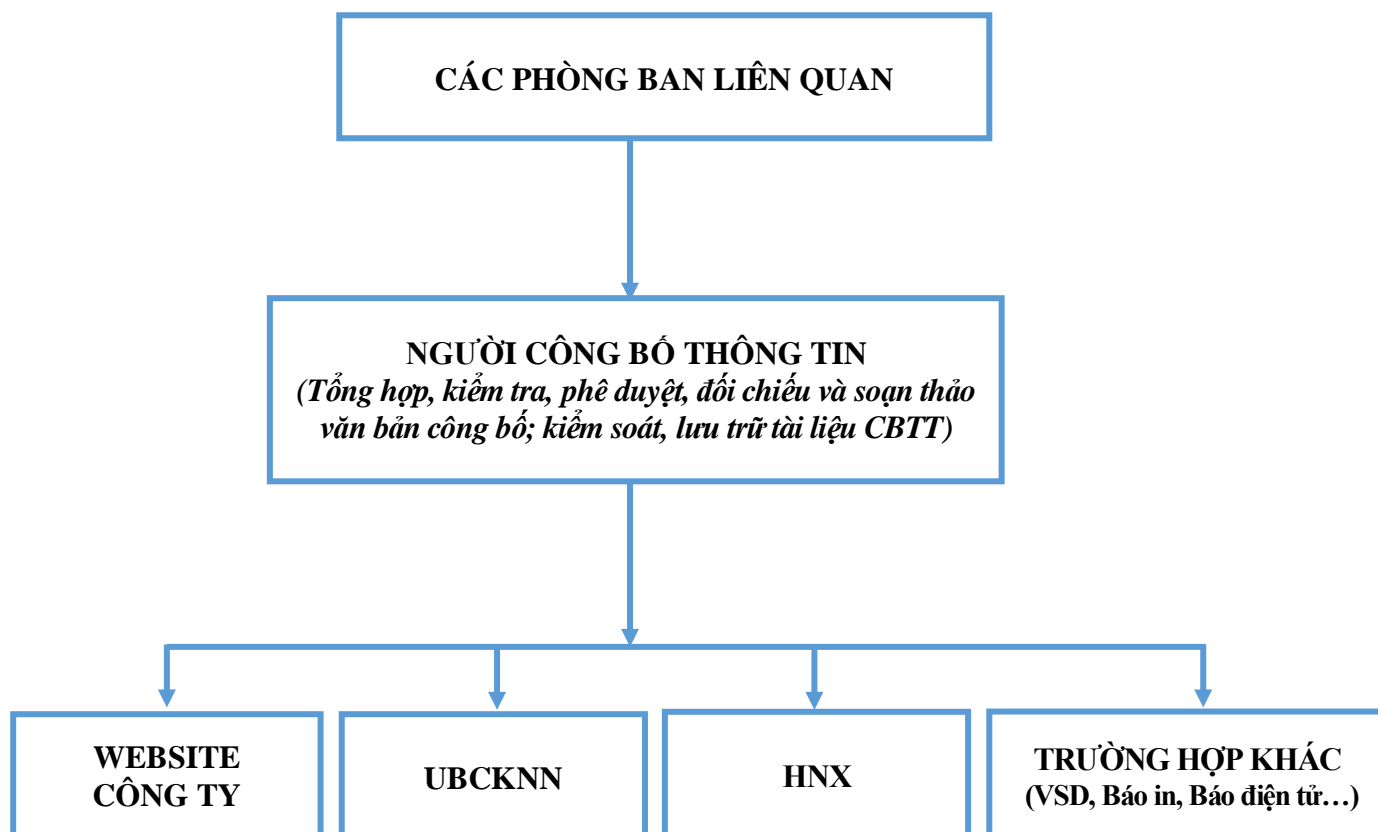 CÁC PHÒNG BAN LIÊN QUAN
NGƯỜI CÔNG BỐ THÔNG TIN
(Tổng hợp, kiểm tra, phê duyệt, đối chiếu và soạn thảo
văn bản công bố; kiểm soát, lưu trữ tài liệu CBTT)
WEBSITE
CÔNG TY
UBCKNN
HNX
TRƯỜNG HỢP KHÁC
(VSD, Báo in, Báo điện tử…)